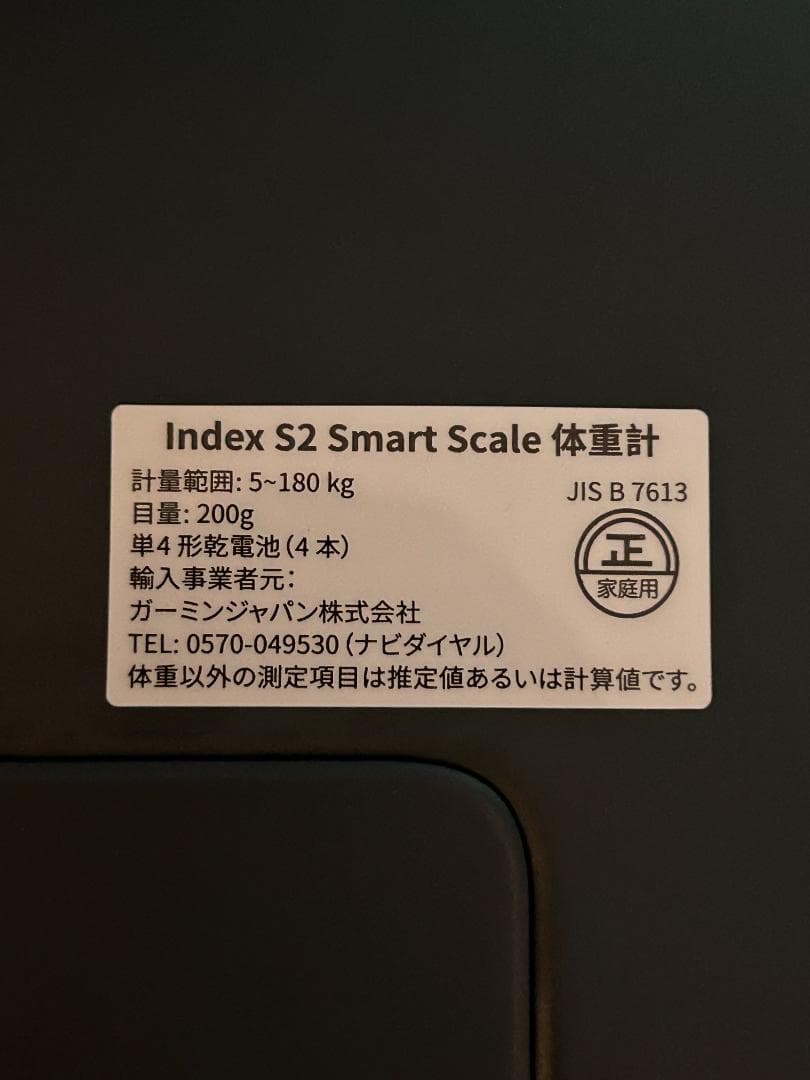 Index S2 Smart Scale 体重計
計量範囲: 5~180 kg
JIS B 7613
目量: 200g
正
単4 形乾電池（4 本）
家庭用
輸入事業者元：
ガーミンジャパン株式会社
TEL: 0570-049530（ナビダイヤル）
体重以外の測定項目は推定値あるいは計算値です。